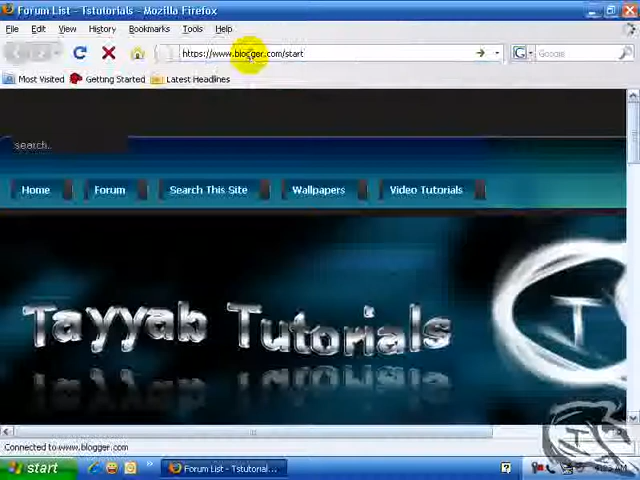 Forum List - Tstutorials - Mozilla Firefox
File Edit View History Bookmarks Tools Help
https://www.blogger.com/start
Google
Most Visited Getting Started Latest Headlines
search..
Home Forum Search This Site Wallpapers Video Tutorials
Tayyab Tutorials
T
Connected to www.blogger.com
start
Forum List - Tstutorial...